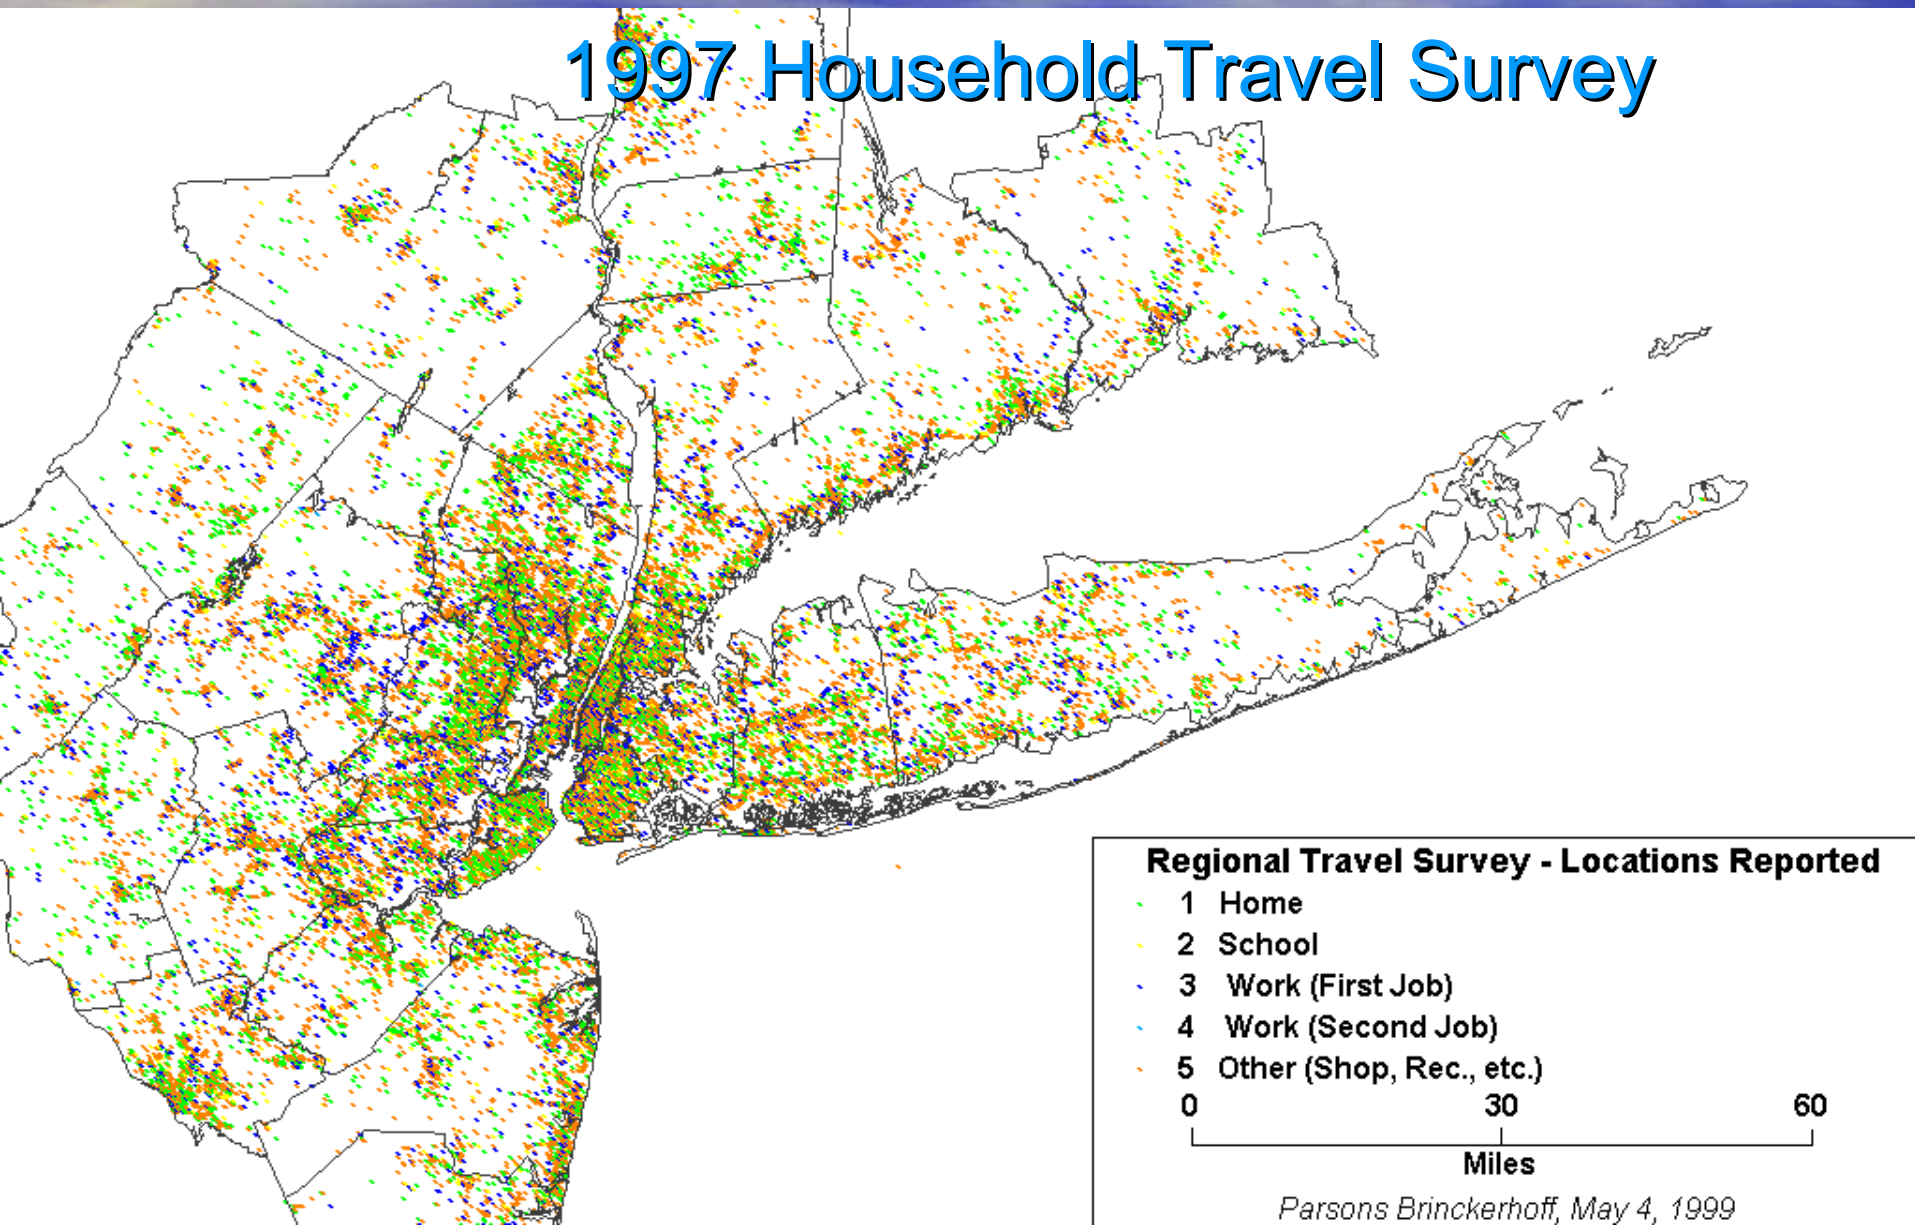 1997 Household Travel Survey
Regional Travel Survey - Locations Reported
1 Home
2 School
3 Work (First Job)
4 Work (Second Job)
5 Other (Shop, Rec., etc.)
0 30 60
Miles
Parsons Brinckerhoff, May 4, 1999